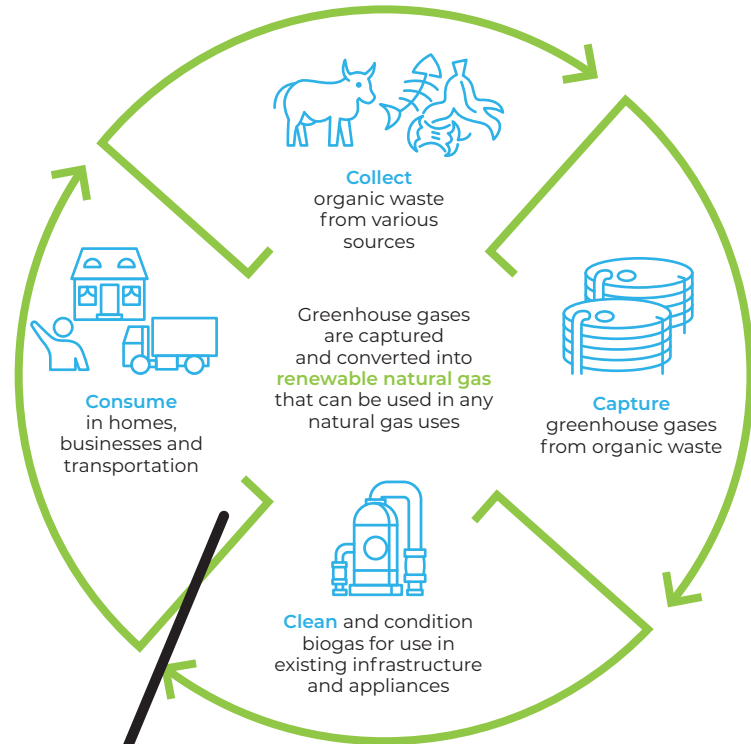 Collect
organic waste
from various
sources
Greenhouse gases
are captured
and converted into
renewable natural gas
that can be used in any
natural gas uses
Consume
in homes,
businesses and
transportation
Capture
greenhouse gases
from organic waste
Clean and condition
biogas for use in
existing infrastructure
and appliances